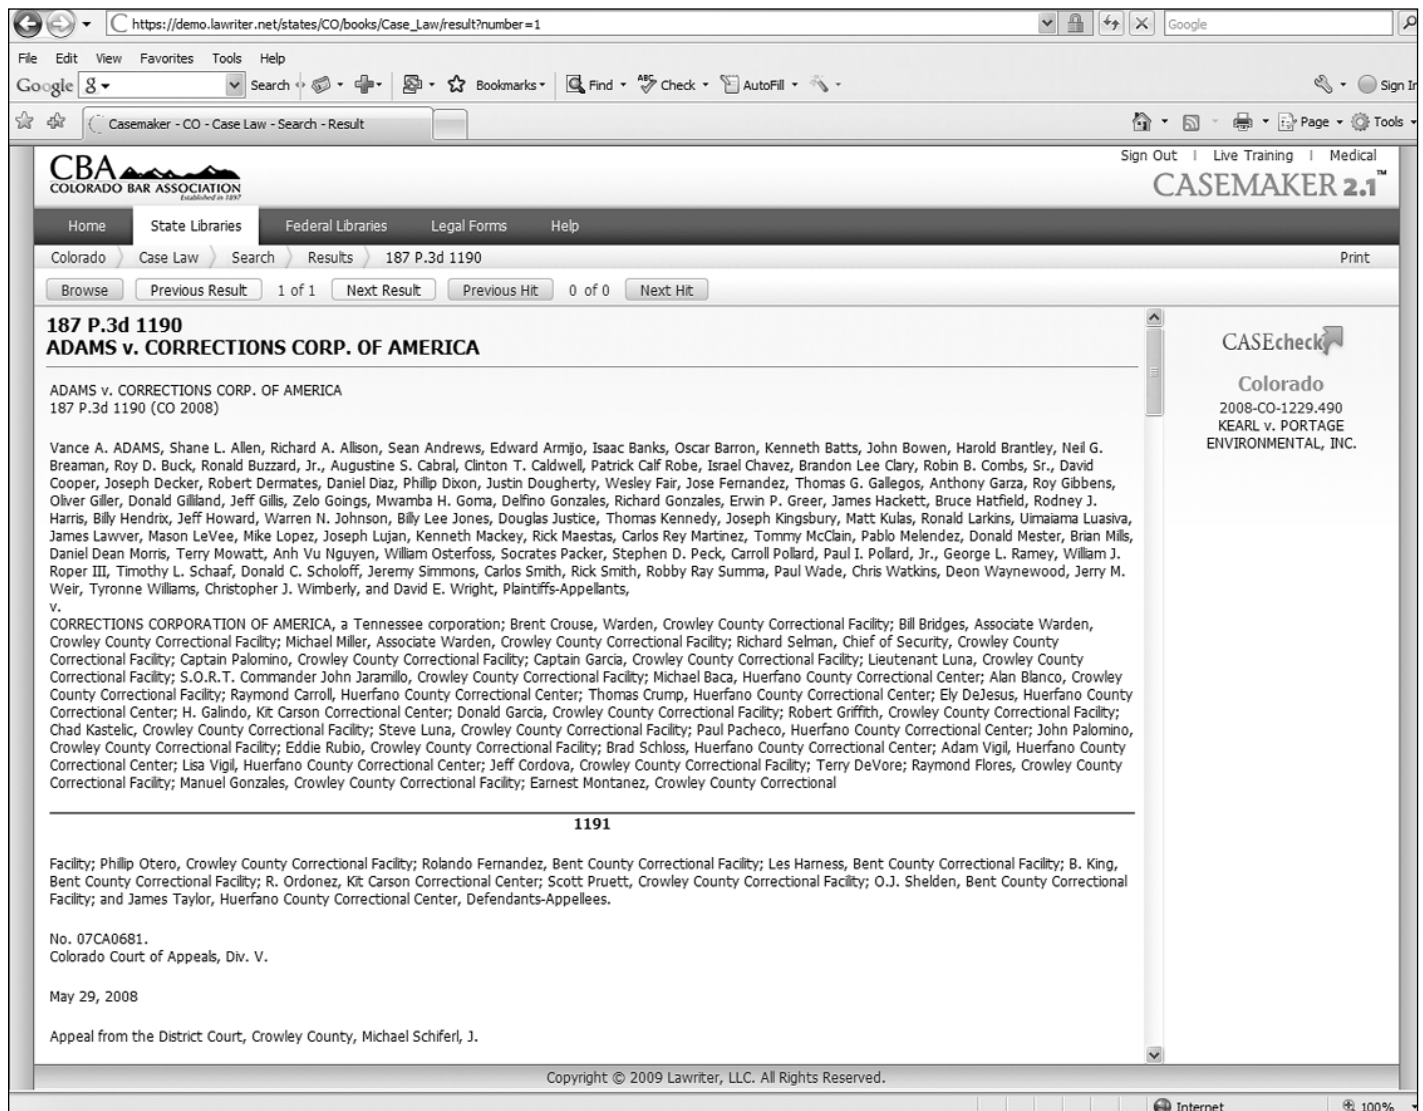 https://demo.lawriter.net/states/CO/books/Case_Law/result?number=1
Google
File Edit View Favorites Tools Help
Google g Search Bookmarks Find Check AutoFill Sign In
Casemaker - CO - Case Law - Search - Result
Page Tools
CBA
COLORADO BAR ASSOCIATION
Established in 1897
Sign Out | Live Training | Medical
CASEMAKER 2.1™
Home State Libraries Federal Libraries Legal Forms Help
Colorado Case Law Search Results 187 P.3d 1190 Print
Browse Previous Result 1 of 1 Next Result Previous Hit 0 of 0 Next Hit
187 P.3d 1190
ADAMS v. CORRECTIONS CORP. OF AMERICA
ADAMS v. CORRECTIONS CORP. OF AMERICA
187 P.3d 1190 (CO 2008)
Vance A. ADAMS, Shane L. Allen, Richard A. Allison, Sean Andrews, Edward Armijo, Isaac Banks, Oscar Barron, Kenneth Batts, John Bowen, Harold Brantley, Neil G.
Breaman, Roy D. Buck, Ronald Buzzard, Jr., Augustine S. Cabral, Clinton T. Caldwell, Patrick Calf Robe, Israel Chavez, Brandon Lee Clary, Robin B. Combs, Sr., David
Cooper, Joseph Decker, Robert Dermates, Daniel Diaz, Phillip Dixon, Justin Dougherty, Wesley Fair, Jose Fernandez, Thomas G. Gallegos, Anthony Garza, Roy Gibbens,
Oliver Giller, Donald Gilliland, Jeff Gillis, Zelo Goings, Mwamba H. Goma, Delfino Gonzales, Richard Gonzales, Erwin P. Greer, James Hackett, Bruce Hatfield, Rodney J.
Harris, Billy Hendrix, Jeff Howard, Warren N. Johnson, Billy Lee Jones, Douglas Justice, Thomas Kennedy, Joseph Kingsbury, Matt Kulas, Ronald Larkins, Uimaiama Luasiva,
James Lawver, Mason LeVee, Mike Lopez, Joseph Lujan, Kenneth Mackey, Rick Maestas, Carlos Rey Martinez, Tommy McClain, Pablo Melendez, Donald Mester, Brian Mills,
Daniel Dean Morris, Terry Mowatt, Anh Vu Nguyen, William Osterfoss, Socrates Packer, Stephen D. Peck, Carroll Pollard, Paul I. Pollard, Jr., George L. Ramey, William J.
Roper III, Timothy L. Schaaf, Donald C. Scholoff, Jeremy Simmons, Carlos Smith, Rick Smith, Robby Ray Summa, Paul Wade, Chris Watkins, Deon Waynewood, Jerry M.
Weir, Tyronne Williams, Christopher J. Wimberly, and David E. Wright, Plaintiffs-Appellants,
v.
CORRECTIONS CORPORATION OF AMERICA, a Tennessee corporation; Brent Crouse, Warden, Crowley County Correctional Facility; Bill Bridges, Associate Warden,
Crowley County Correctional Facility; Michael Miller, Associate Warden, Crowley County Correctional Facility; Richard Selman, Chief of Security, Crowley County
Correctional Facility; Captain Palomino, Crowley County Correctional Facility; Captain Garcia, Crowley County Correctional Facility; Lieutenant Luna, Crowley County
Correctional Facility; S.O.R.T. Commander John Jaramillo, Crowley County Correctional Facility; Michael Baca, Huerfano County Correctional Center; Alan Blanco, Crowley
County Correctional Facility; Raymond Carroll, Huerfano County Correctional Center; Thomas Crump, Huerfano County Correctional Center; Ely DeJesus, Huerfano County
Correctional Center; H. Galindo, Kit Carson Correctional Center; Donald Garcia, Crowley County Correctional Facility; Robert Griffith, Crowley County Correctional Facility;
Chad Kastelic, Crowley County Correctional Facility; Steve Luna, Crowley County Correctional Facility; Paul Pacheco, Huerfano County Correctional Center; John Palomino,
Crowley County Correctional Facility; Eddie Rubio, Crowley County Correctional Facility; Brad Schloss, Huerfano County Correctional Center; Adam Vigil, Huerfano County
Correctional Center; Lisa Vigil, Huerfano County Correctional Center; Jeff Cordova, Crowley County Correctional Facility; Terry DeVore; Raymond Flores, Crowley County
Correctional Facility; Manuel Gonzales, Crowley County Correctional Facility; Earnest Montanez, Crowley County Correctional
1191
Facility; Phillip Otero, Crowley County Correctional Facility; Rolando Fernandez, Bent County Correctional Facility; Les Harness, Bent County Correctional Facility; B. King,
Bent County Correctional Facility; R. Ordonez, Kit Carson Correctional Center; Scott Pruett, Crowley County Correctional Facility; O.J. Shelden, Bent County Correctional
Facility; and James Taylor, Huerfano County Correctional Center, Defendants-Appellees.
No. 07CA0681.
Colorado Court of Appeals, Div. V.
May 29, 2008
Appeal from the District Court, Crowley County, Michael Schiferl, J.
CASEcheck
Colorado
2008-CO-1229.490
KEARL v. PORTAGE
ENVIRONMENTAL, INC.
Copyright © 2009 Lawriter, LLC. All Rights Reserved.
Internet 100%